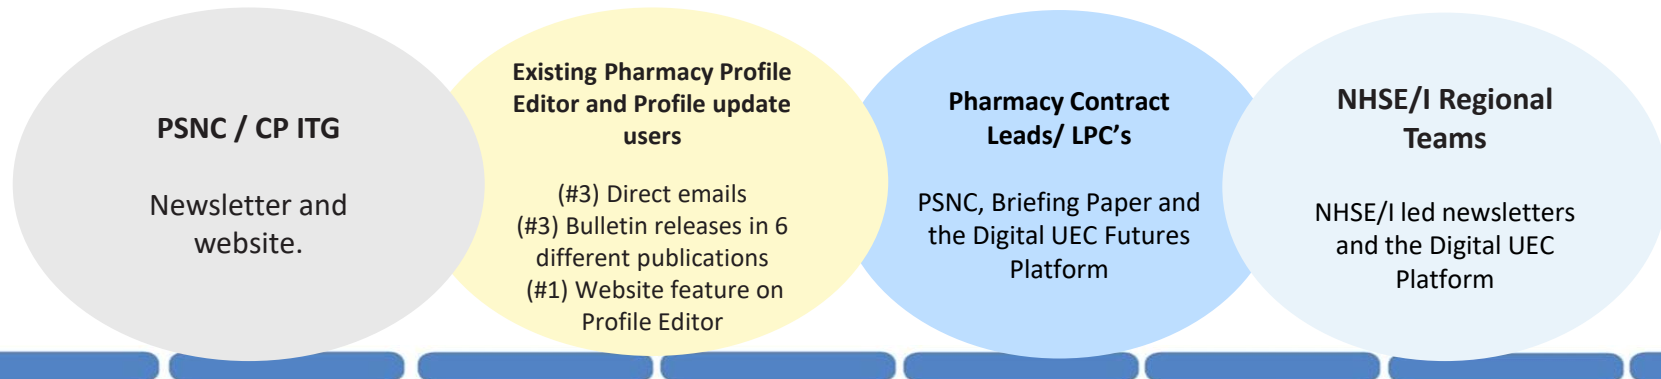 PSNC / CP ITG
Newsletter and
website.
Existing Pharmacy Profile
Editor and Profile update
users
(#3) Direct emails
(#3) Bulletin releases in 6
different publications
(#1) Website feature on
Profile Editor
Pharmacy Contract
Leads/ LPC’s
PSNC, Briefing Paper and
the Digital UEC Futures
Platform
NHSE/I Regional
Teams
NHSE/I led newsletters
and the Digital UEC
Platform